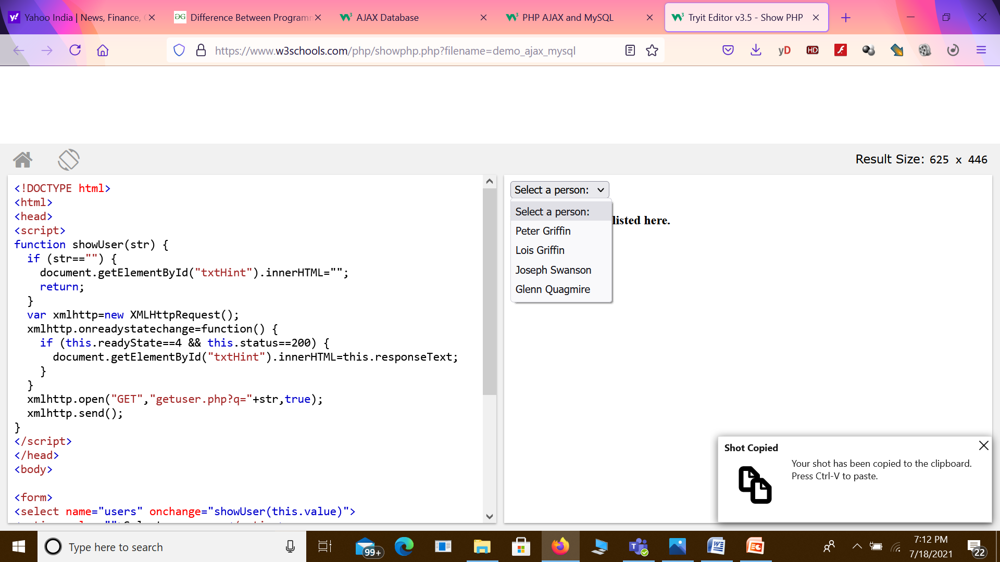 Yahoo India | News, Finance,
Difference Between Programm
AJAX Database
PHP AJAX and MySQL
Tryit Editor v3.5 - Show PHP
https://www.w3schools.com/php/showphp.php?filename=demo_ajax_mysql
yD
HD
Result Size: 625 x 446
<!DOCTYPE html>
<html>
<head>
<script>
function showUser(str) {
if (str=="") {
document.getElementById("txtHint").innerHTML="";
return;
}
var xmlhttp=new XMLHttpRequest();
xmlhttp.onreadystatechange=function() {
if (this.readyState==4 && this.status==200) {
document.getElementById("txtHint").innerHTML=this.responseText;
}
}
xmlhttp.open("GET","getuser.php?q="+str,true);
xmlhttp.send();
}
</script>
</head>
<body>
<form>
<select name="users" onchange="showUser(this.value)">
Select a person:
Select a person:
listed here.
Peter Griffin
Lois Griffin
Joseph Swanson
Glenn Quagmire
Shot Copied
Your shot has been copied to the clipboard.
Press Ctrl-V to paste.
Type here to search
99+
7:12 PM
7/18/2021
22